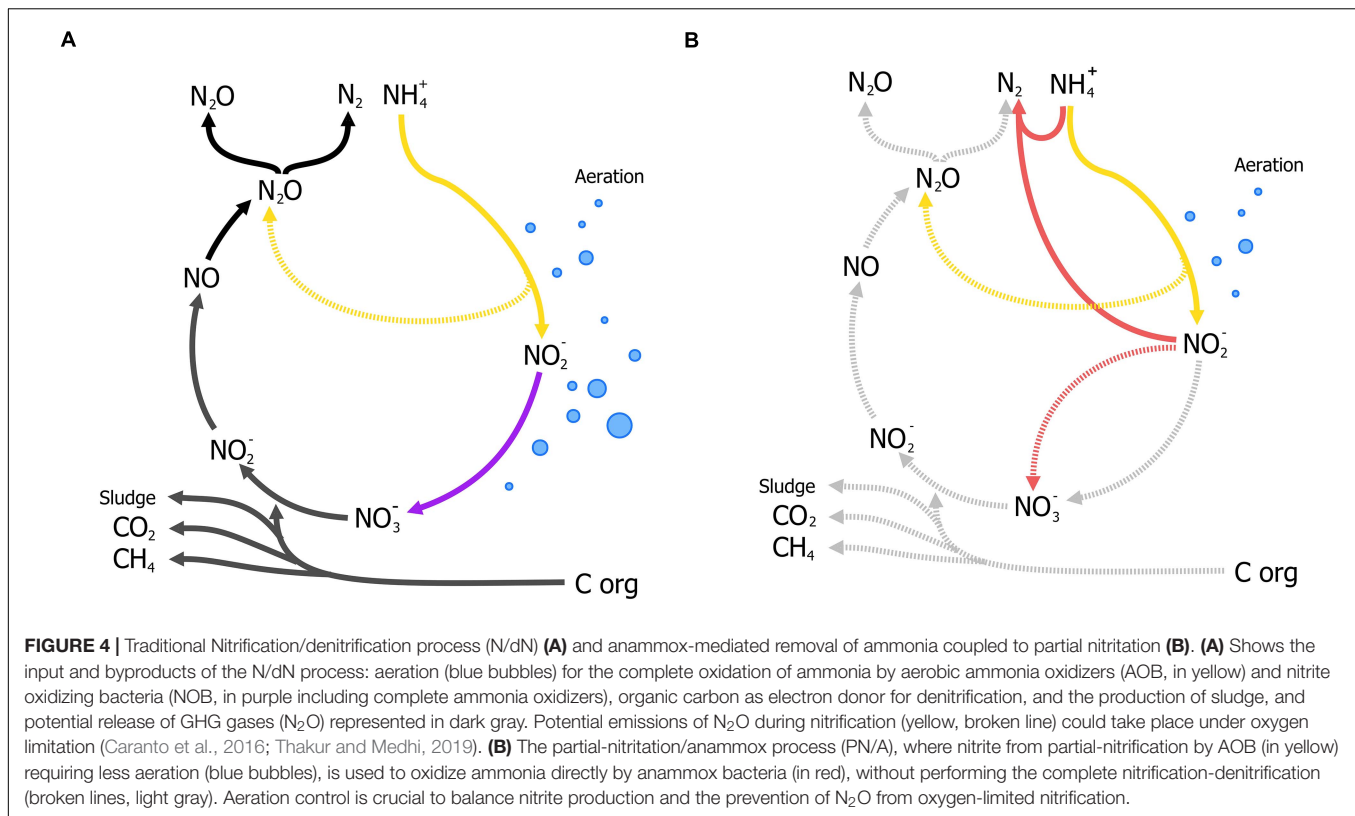 A
N₂O
N₂
NH₄⁺
N₂O
Aeration
NO
NO₂⁻
NO₂⁻
Sludge
CO₂
CH₄
NO₃⁻
C org
B
N₂O
N₂
NH₄⁺
N₂O
Aeration
NO
NO₂⁻
NO₂⁻
Sludge
CO₂
CH₄
NO₃⁻
C org
FIGURE 4 | Traditional Nitrification/denitrification process (N/dN) (A) and anammox-mediated removal of ammonia coupled to partial nitritation (B). (A) Shows the
input and byproducts of the N/dN process: aeration (blue bubbles) for the complete oxidation of ammonia by aerobic ammonia oxidizers (AOB, in yellow) and nitrite
oxidizing bacteria (NOB, in purple including complete ammonia oxidizers), organic carbon as electron donor for denitrification, and the production of sludge, and
potential release of GHG gases (N₂O) represented in dark gray. Potential emissions of N₂O during nitrification (yellow, broken line) could take place under oxygen
limitation (Caranto et al., 2016; Thakur and Medhi, 2019). (B) The partial-nitritation/anammox process (PN/A), where nitrite from partial-nitrification by AOB (in yellow)
requiring less aeration (blue bubbles), is used to oxidize ammonia directly by anammox bacteria (in red), without performing the complete nitrification-denitrification
(broken lines, light gray). Aeration control is crucial to balance nitrite production and the prevention of N₂O from oxygen-limited nitrification.